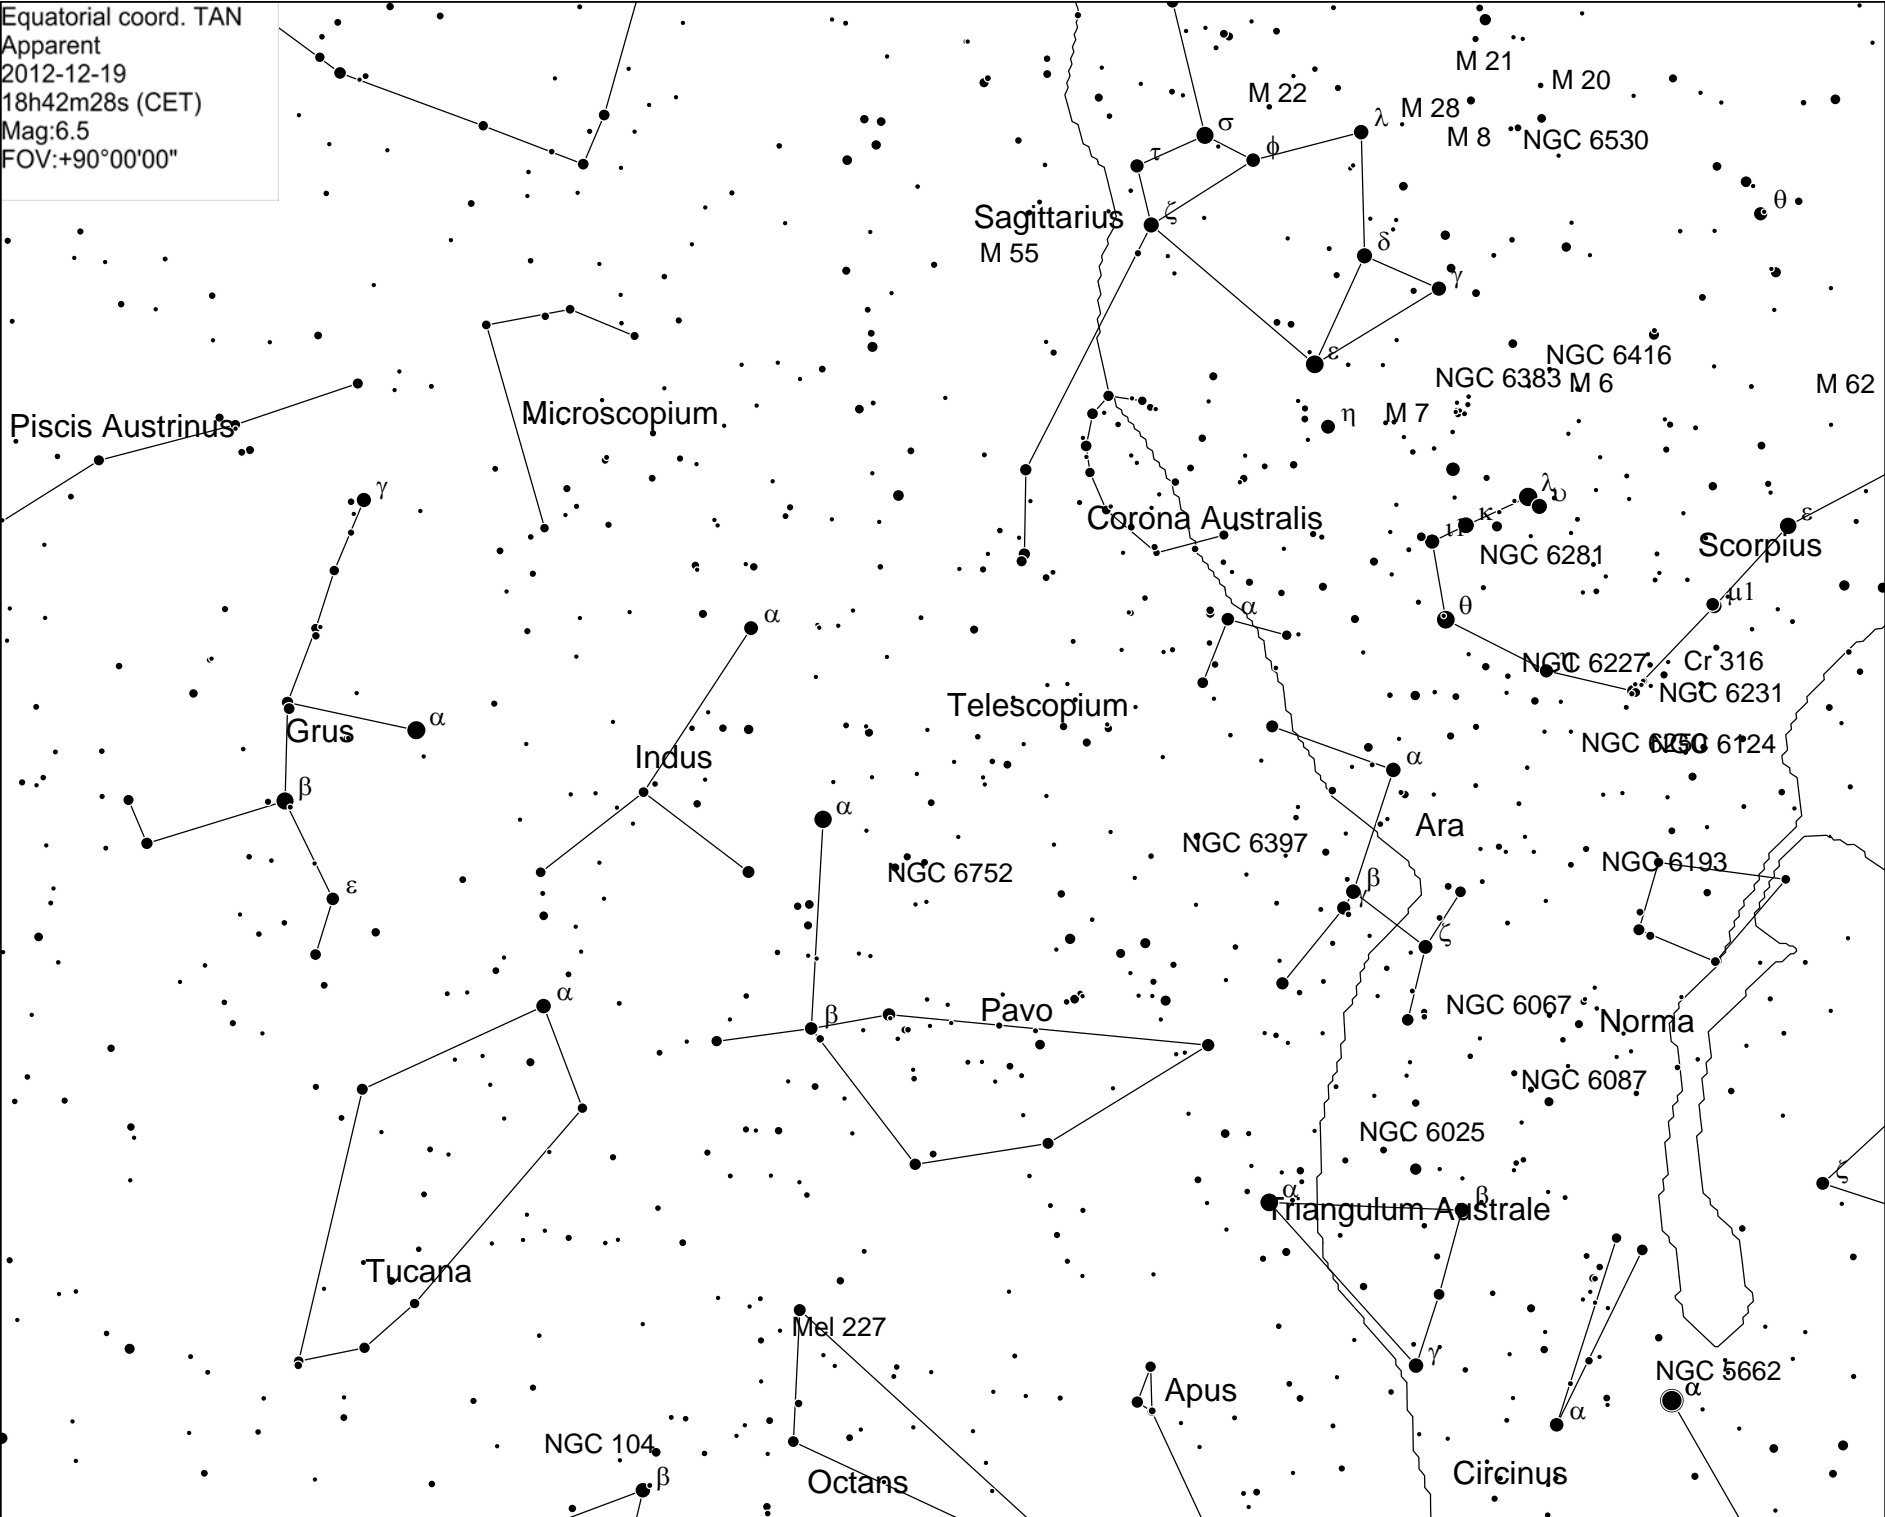 Equatorial coord. TAN
Apparent
2012-12-19
18h42m28s (CET)
Mag:6.5
FOV:+90°00'00"
M 21
M 20
M 22
M 28
λ
σ
M 8
NGC 6530
φ
τ
θ
Sagittarius
ζ
δ
M 55
γ
ε
NGC 6416
NGC 6383
M 6
M 62
Microscopium
η
M 7
Piscis Austrinus
γ
λ
υ
κ
ι1
ε
Corona Australis
NGC 6281
Scorpius
μ1
α
α
θ
NGC 6227
η
Cr 316
NGC 6231
Telescopium
α
Grus
NGC 6250
NGC 6124
Indus
α
β
α
Ara
NGC 6397
NGC 6193
NGC 6752
β
γ
ε
ζ
α
Pavo
β
NGC 6067
Norma
NGC 6087
NGC 6025
ζ
α
β
Triangulum Australe
Tucana
Mel 227
γ
NGC 5662
α
Apus
α
NGC 104
β
Octans
Circinus